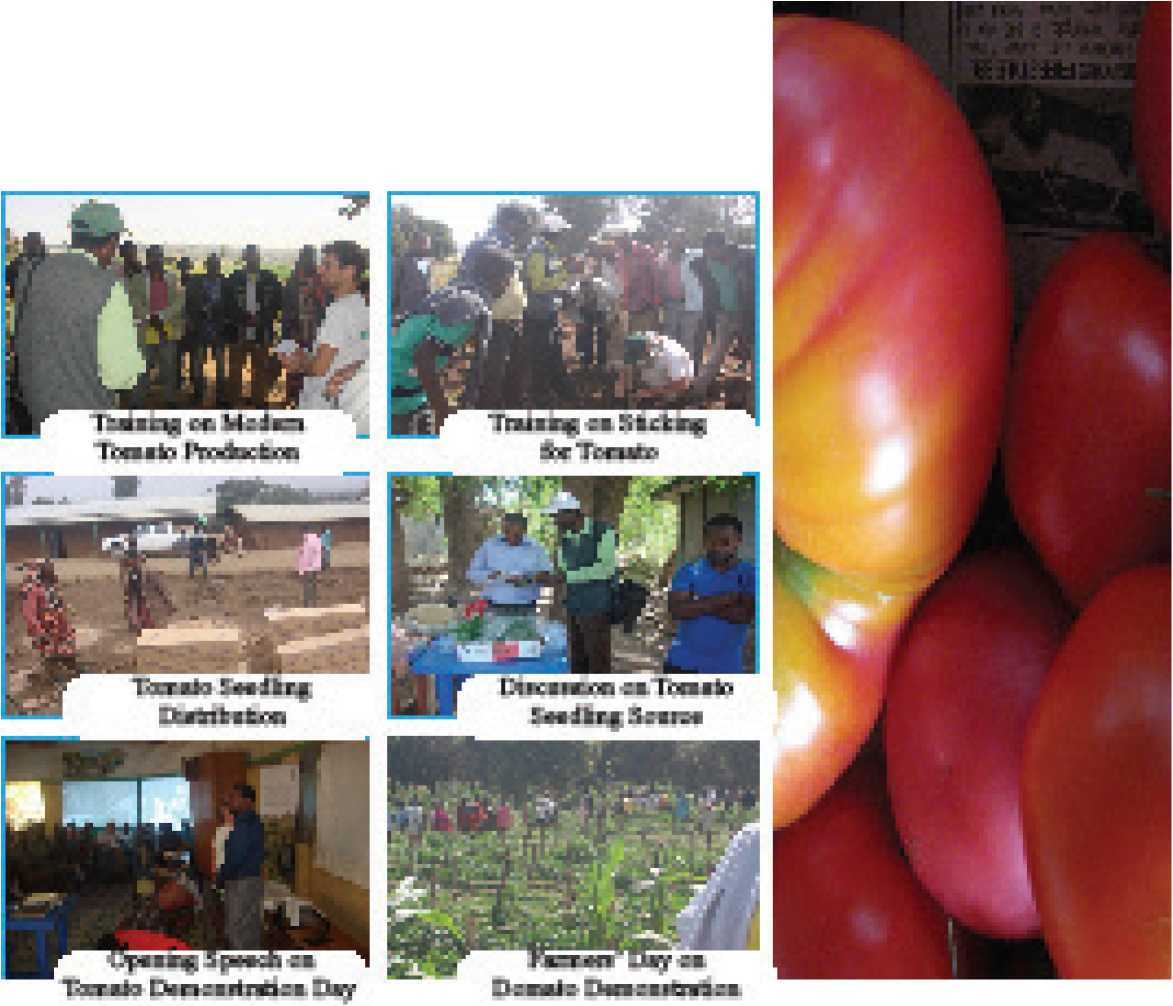 Training on Modern
Tomato Production
Training on Sticking
for Tomato
Tomato Seedling
Distribution
Discussion on Tomato
Seedling Source
Opening Speech on
Tomato Demonstration Day
Farmers' Day on
Domato Demonstration